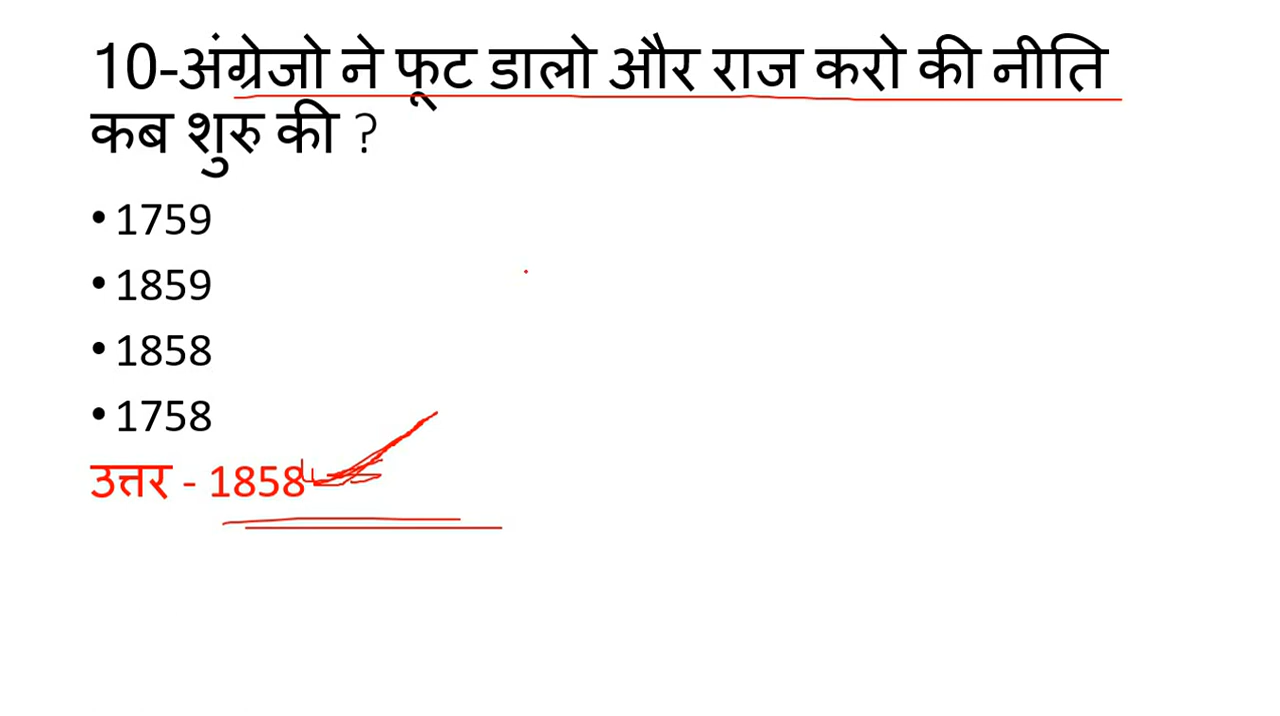 10-अंग्रेजो ने फूट डालो और राज करो की नीति
कब शुरु की ?
• 1759
• 1859
• 1858
• 1758
उत्तर - 1858